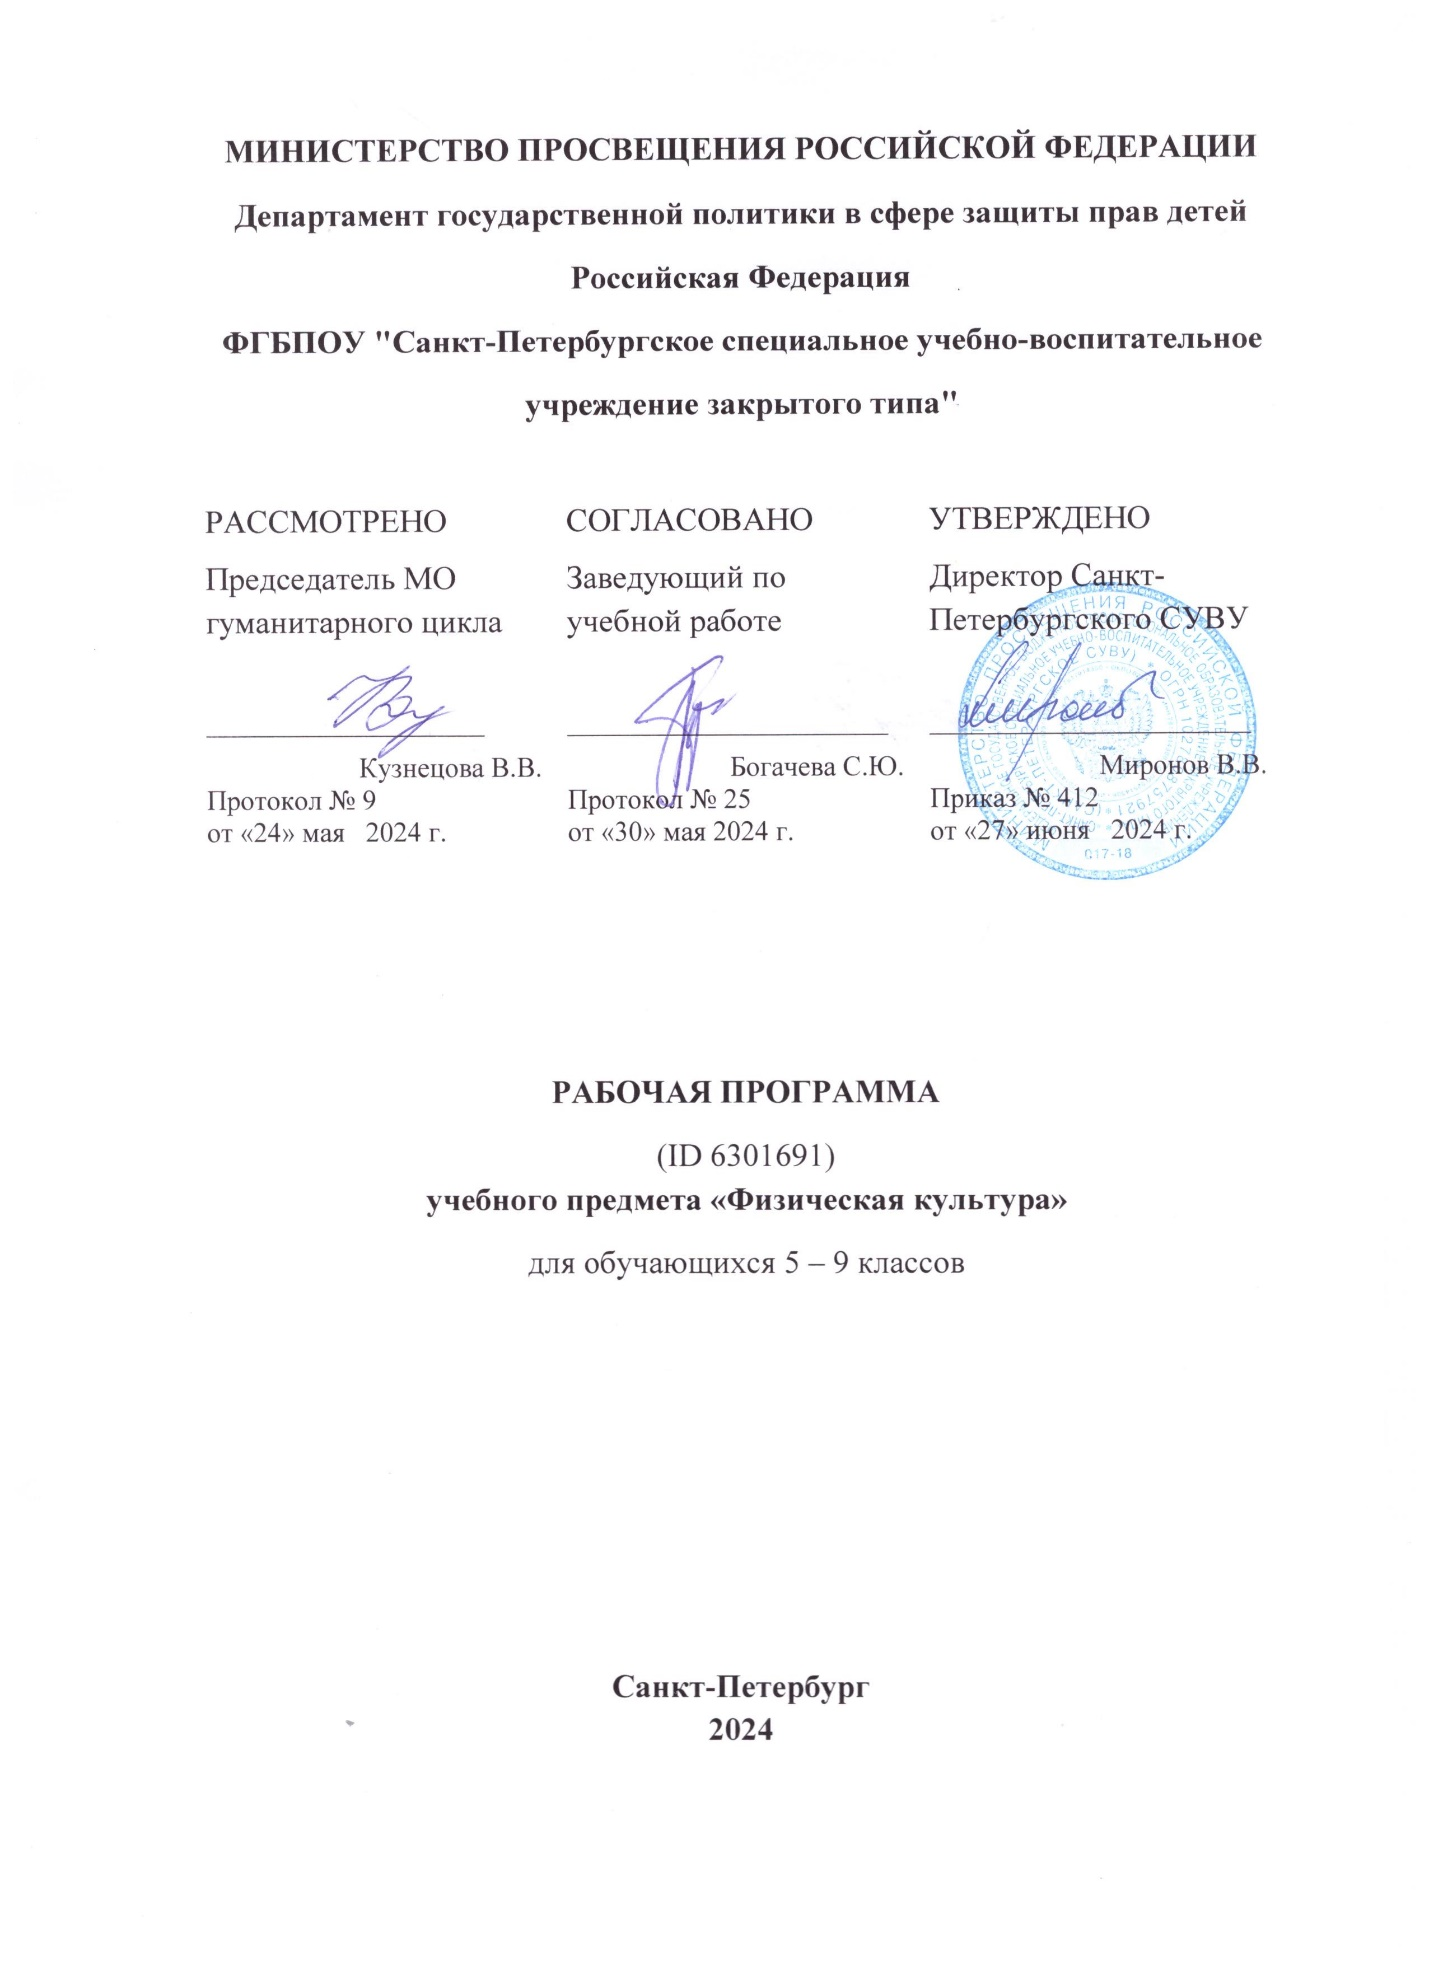 МИНИСТЕРСТВО ПРОСВЕЩЕНИЯ РОССИЙСКОЙ ФЕДЕРАЦИИ
Департамент государственной политики в сфере защиты прав детей
Российская Федерация
ФГБПОУ "Санкт-Петербургское специальное учебно-воспитательное
учреждение закрытого типа"
РАССМОТРЕНО
Председатель МО
гуманитарного цикла
Кузнецова В.В.
Протокол № 9
от «24» мая 2024 г.
СОГЛАСОВАНО
Заведующий по
учебной работе
Богачева С.Ю.
Протокол № 25
от «30» мая 2024 г.
УТВЕРЖДЕНО
Директор Санкт-
Петербургского СУВУ
Миронов В.В.
Приказ № 412
от «27» июня 2024 г.
017-18
РАБОЧАЯ ПРОГРАММА
(ID 6301691)
учебного предмета «Физическая культура»
для обучающихся 5 – 9 классов
Санкт-Петербург
2024